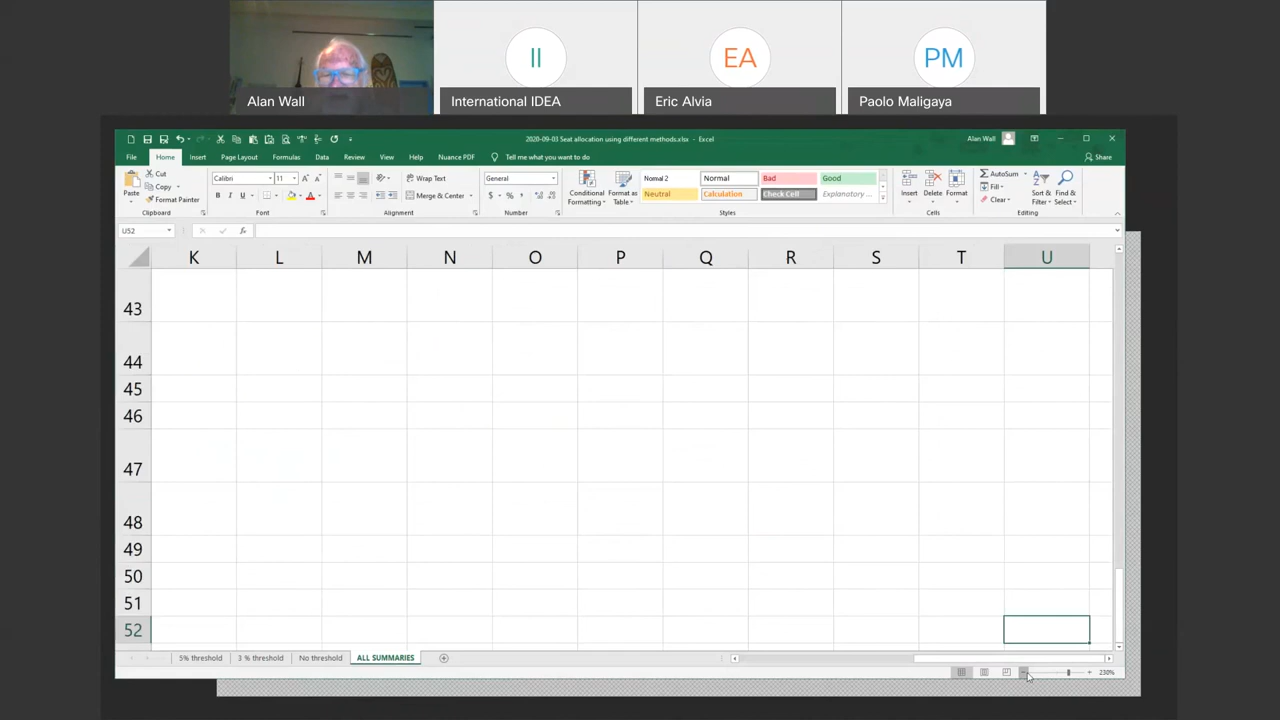 II
EA
PM
Alan Wall
International IDEA
Eric Alvia
Paolo Maligaya
2020-09-03 Seat allocation using different methods.xlsx - Excel
Alan Wall
File Home Insert Page Layout Formulas Data Review View Help Nuance PDF Tell me what you want to do Share
Paste
Cut
Copy
Format Painter
Clipboard
Calibri 11
B I U
Font
Wrap Text
Merge & Center
Alignment
General
$ % ,
Number
Conditional Formatting
Format as Table
Nomal 2 Normal Bad Good
Neutral Calculation Check Cell Explanatory ...
Styles
Insert Delete Format
Cells
AutoSum
Fill
Clear
Sort & Filter
Find & Select
Editing
U52
fx
K L M N O P Q R S T U
43
44
45
46
47
48
49
50
51
52
5% threshold 3 % threshold No threshold ALL SUMMARIES
230%